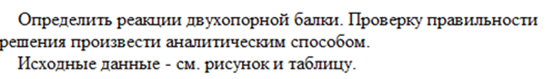 Определить реакции двухопорной балки. Проверку правильности
решения произвести аналитическим способом.
Исходные данные - см. рисунок и таблицу.